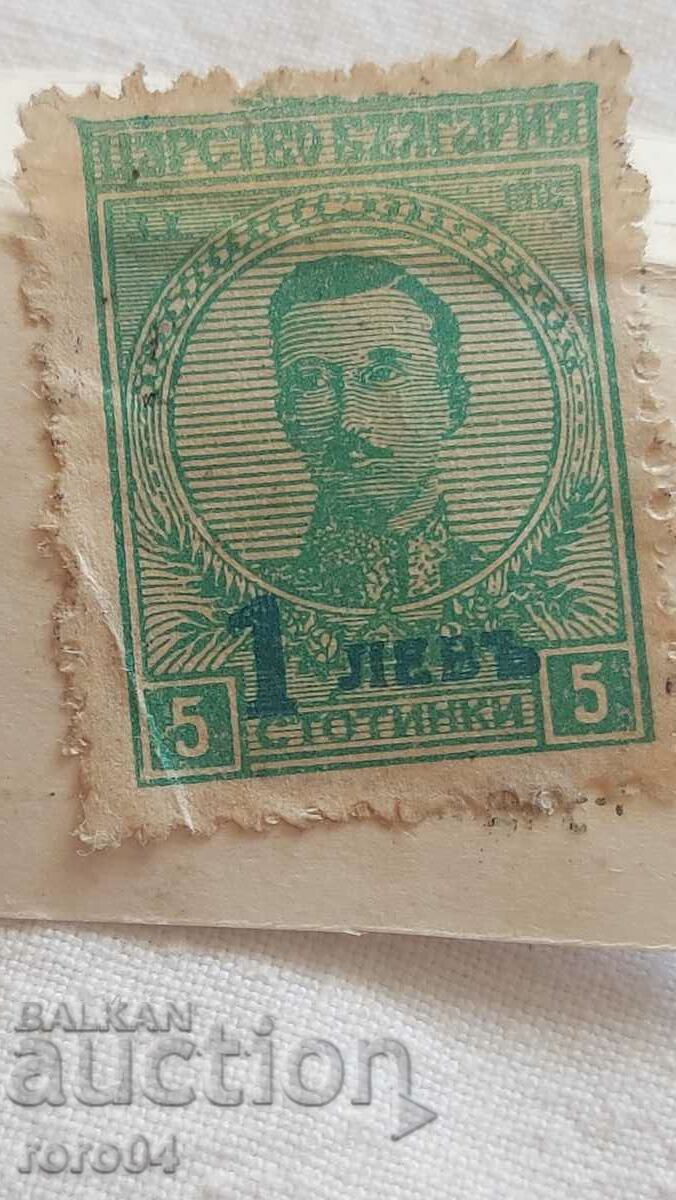 ЦАРСТВО БЪЛГАРИЯ
1 ЛЕВЪ
5 СТОТИНКИ 5
BALKAN
auction
roro04